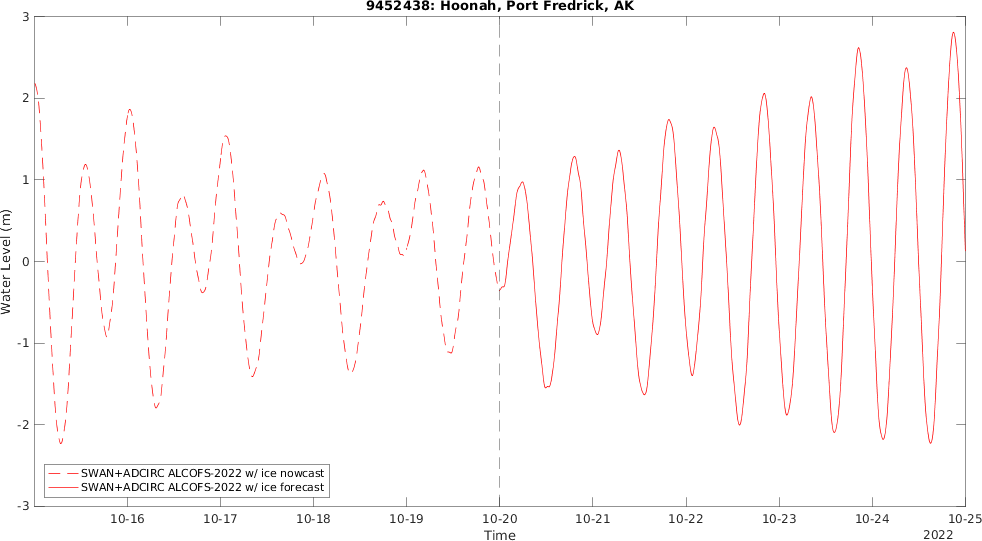 9452438: Hoonah, Port Fredrick, AK
Water Level (m)
3
2
1
0
-1
-2
-3
SWAN+ADCIRC ALCOFS-2022 w/ ice nowcast
SWAN+ADCIRC ALCOFS-2022 w/ ice forecast
10-16 10-17 10-18 10-19 10-20 10-21 10-22 10-23 10-24 10-25
Time
2022